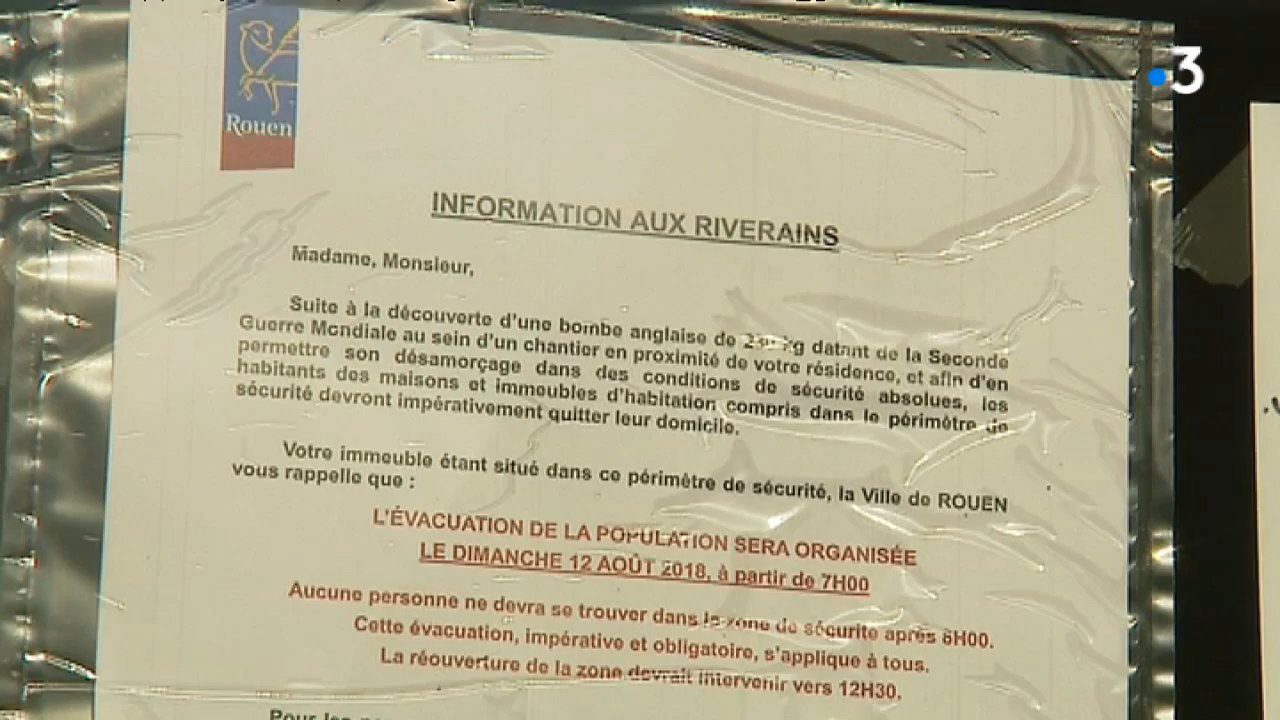 3
Rouen
INFORMATION AUX RIVERAINS
Madame, Monsieur,
Suite à la découverte d'une bombe anglaise de kg datant de la Seconde
Guerre Mondiale au sein d'un chantier en proximité de votre résidence, et afin d'en
permettre son désamorçage dans des conditions de sécurité absolues, les
habitants des maisons et immeubles d'habitation compris dans le périmètre de
sécurité devront impérativement quitter leur domicile.
Votre immeuble étant situé dans ce périmètre de sécurité, la Ville de ROUEN
vous rappelle que :
L'ÉVACUATION DE LA POPULATION SERA ORGANISÉE
LE DIMANCHE 12 AOÛT 2018, à partir de 7H00
Aucune personne ne devra se trouver dans la zone de sécurité après 8H00.
Cette évacuation, impérative et obligatoire, s'applique à tous.
La réouverture de la zone devrait intervenir vers 12H30.
Pour les